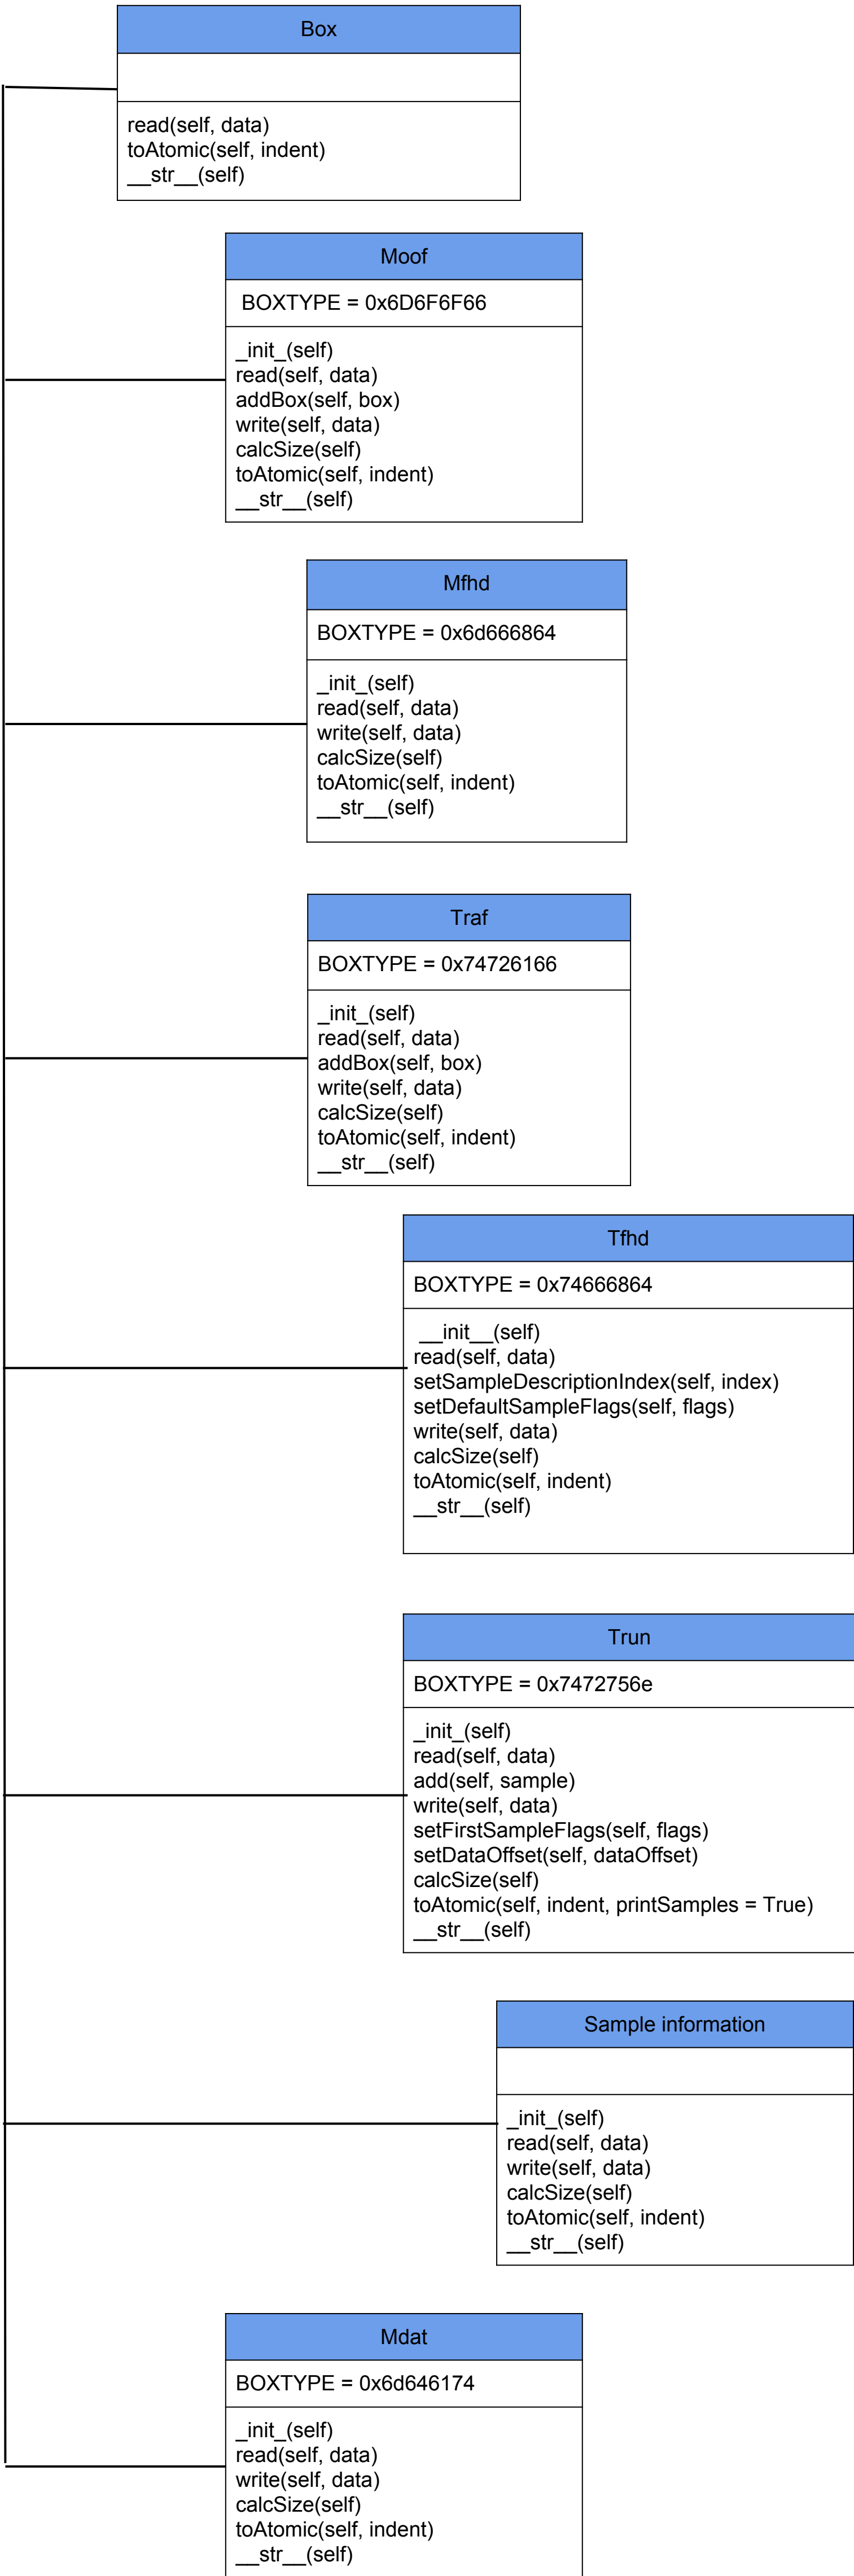 Box
read(self, data)
toAtomic(self, indent)
__str__(self)
Moof
BOXTYPE = 0x6D6F6F66
_init_(self)
read(self, data)
addBox(self, box)
write(self, data)
calcSize(self)
toAtomic(self, indent)
__str__(self)
Mfhd
BOXTYPE = 0x6d666864
_init_(self)
read(self, data)
write(self, data)
calcSize(self)
toAtomic(self, indent)
__str__(self)
Traf
BOXTYPE = 0x74726166
_init_(self)
read(self, data)
addBox(self, box)
write(self, data)
calcSize(self)
toAtomic(self, indent)
__str__(self)
Tfhd
BOXTYPE = 0x74666864
__init__(self)
read(self, data)
setSampleDescriptionIndex(self, index)
setDefaultSampleFlags(self, flags)
write(self, data)
calcSize(self)
toAtomic(self, indent)
__str__(self)
Trun
BOXTYPE = 0x7472756e
_init_(self)
read(self, data)
add(self, sample)
write(self, data)
setFirstSampleFlags(self, flags)
setDataOffset(self, dataOffset)
calcSize(self)
toAtomic(self, indent, printSamples = True)
__str__(self)
Sample information
_init_(self)
read(self, data)
write(self, data)
calcSize(self)
toAtomic(self, indent)
__str__(self)
Mdat
BOXTYPE = 0x6d646174
_init_(self)
read(self, data)
write(self, data)
calcSize(self)
toAtomic(self, indent)
__str__(self)